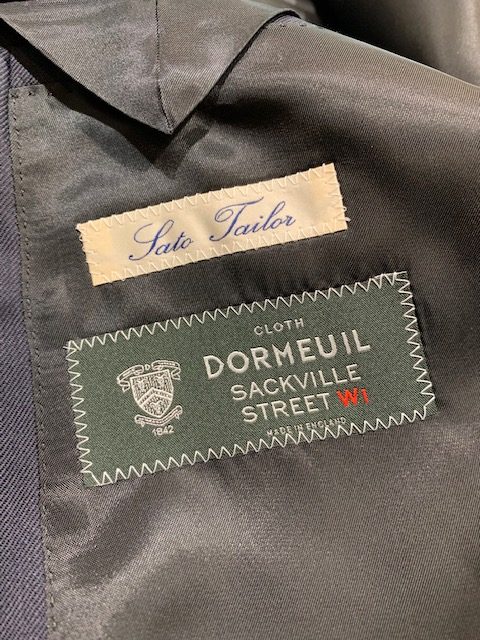 Sato Tailor
CLOTH
DORMEUIL
SACKVILLE
STREET W1
MADE IN ENGLAND
1842